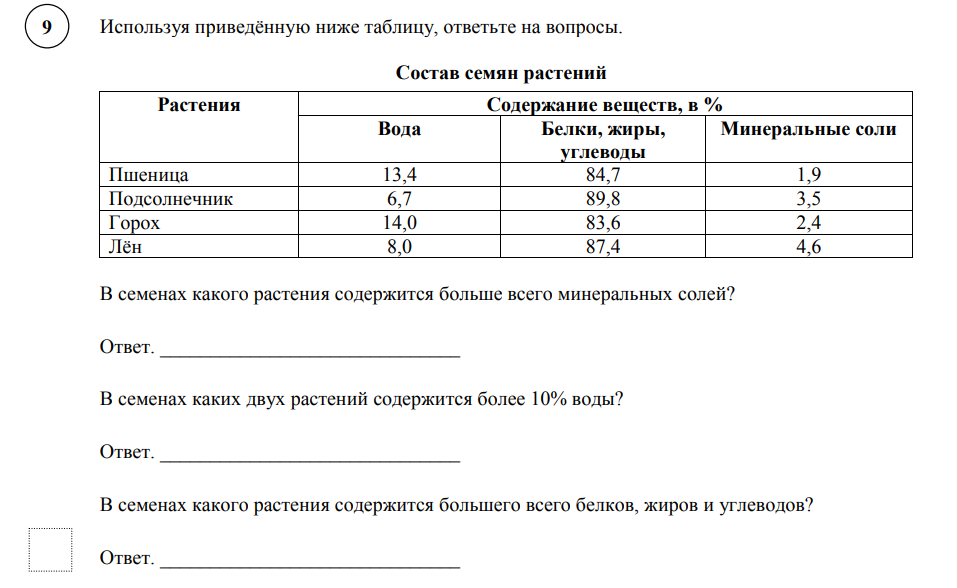 9 Используя приведённую ниже таблицу, ответьте на вопросы.
Состав семян растений
Растения Содержание веществ, в %
Вода Белки, жиры, углеводы Минеральные соли
Пшеница 13,4 84,7 1,9
Подсолнечник 6,7 89,8 3,5
Горох 14,0 83,6 2,4
Лён 8,0 87,4 4,6
В семенах какого растения содержится больше всего минеральных солей?
Ответ. ______________________________
В семенах каких двух растений содержится более 10% воды?
Ответ. ______________________________
В семенах какого растения содержится большего всего белков, жиров и углеводов?
Ответ. ______________________________